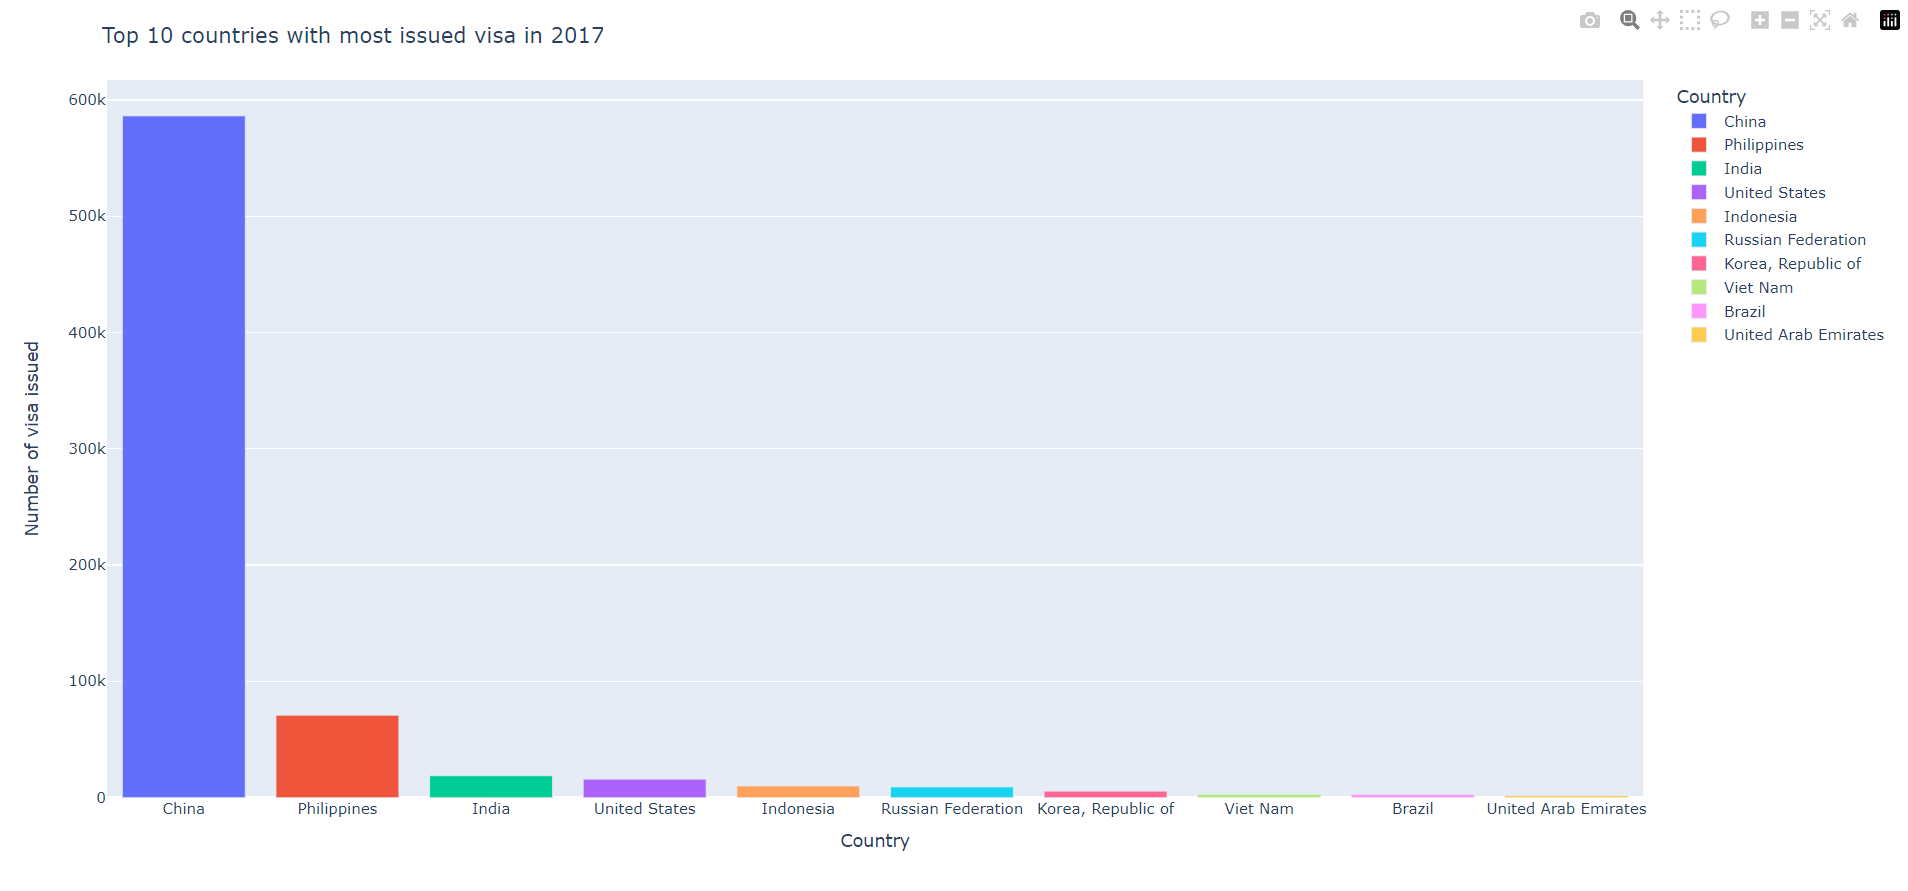 Top 10 countries with most issued visa in 2017
Number of visa issued
600k
500k
400k
300k
200k
100k
0
China
Philippines
India
United States
Indonesia
Russian Federation
Korea, Republic of
Viet Nam
Brazil
United Arab Emirates
Country
Country
China
Philippines
India
United States
Indonesia
Russian Federation
Korea, Republic of
Viet Nam
Brazil
United Arab Emirates